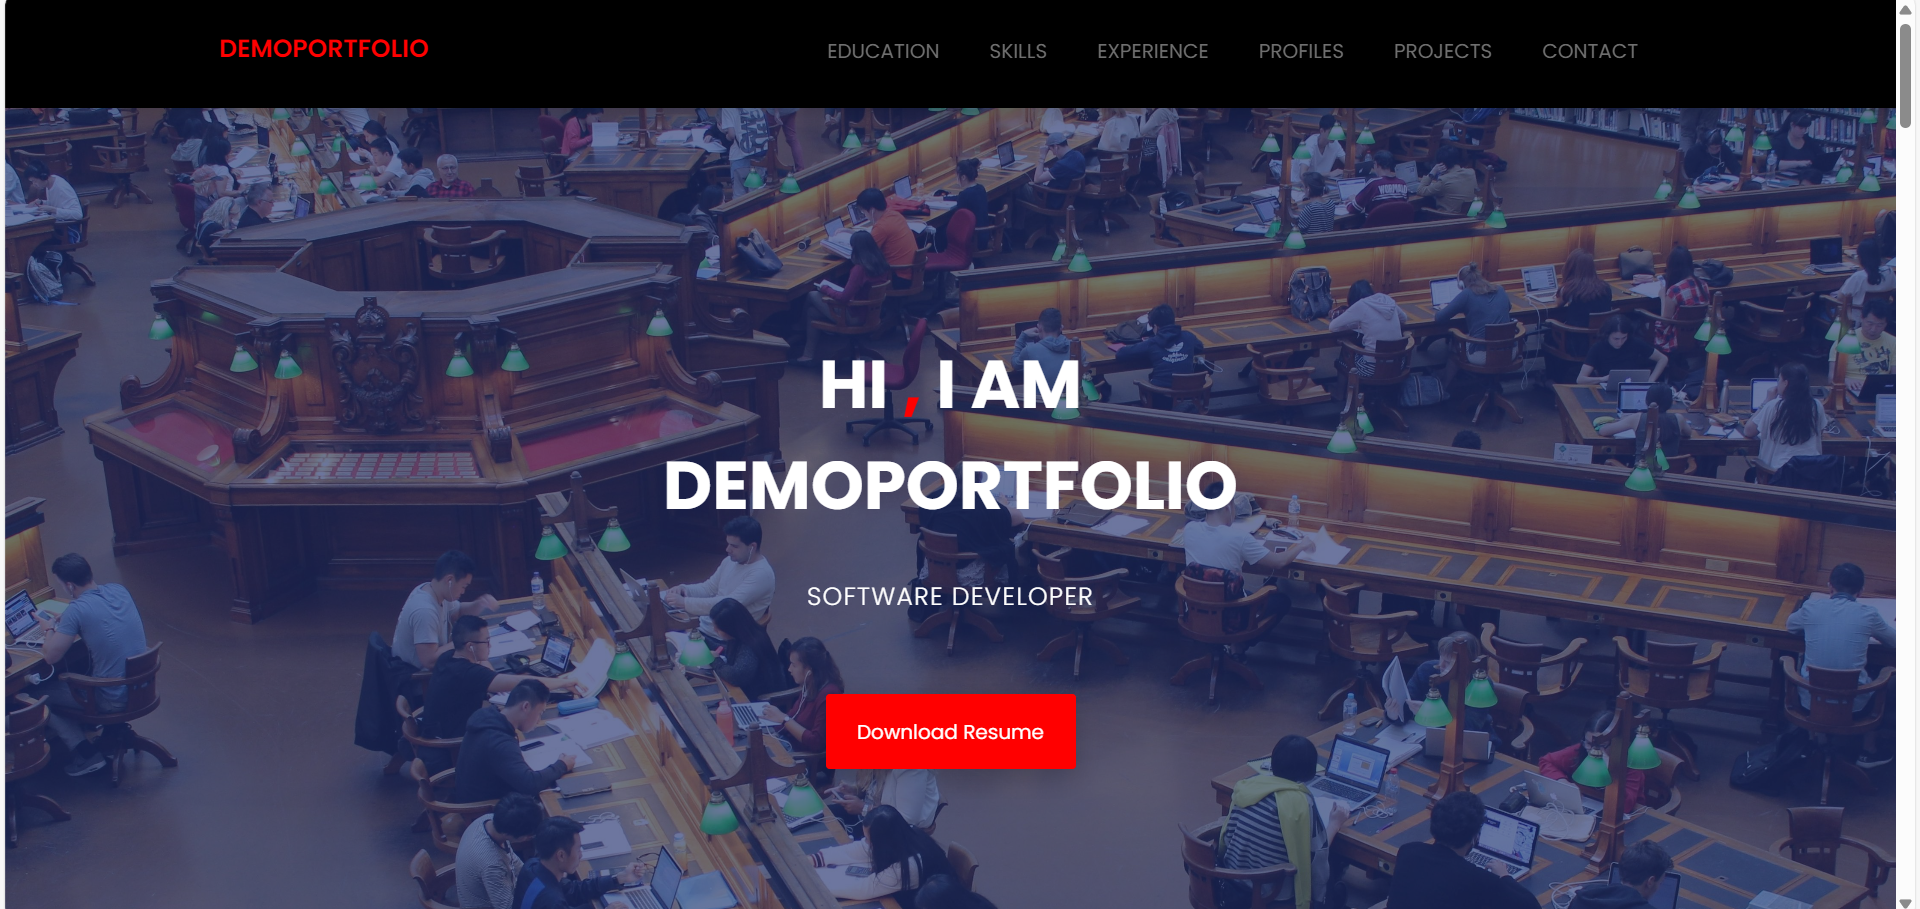 DEMOPORTFOLIO
EDUCATION
SKILLS
EXPERIENCE
PROFILES
PROJECTS
CONTACT
HI , I AM
DEMOPORTFOLIO
SOFTWARE DEVELOPER
Download Resume